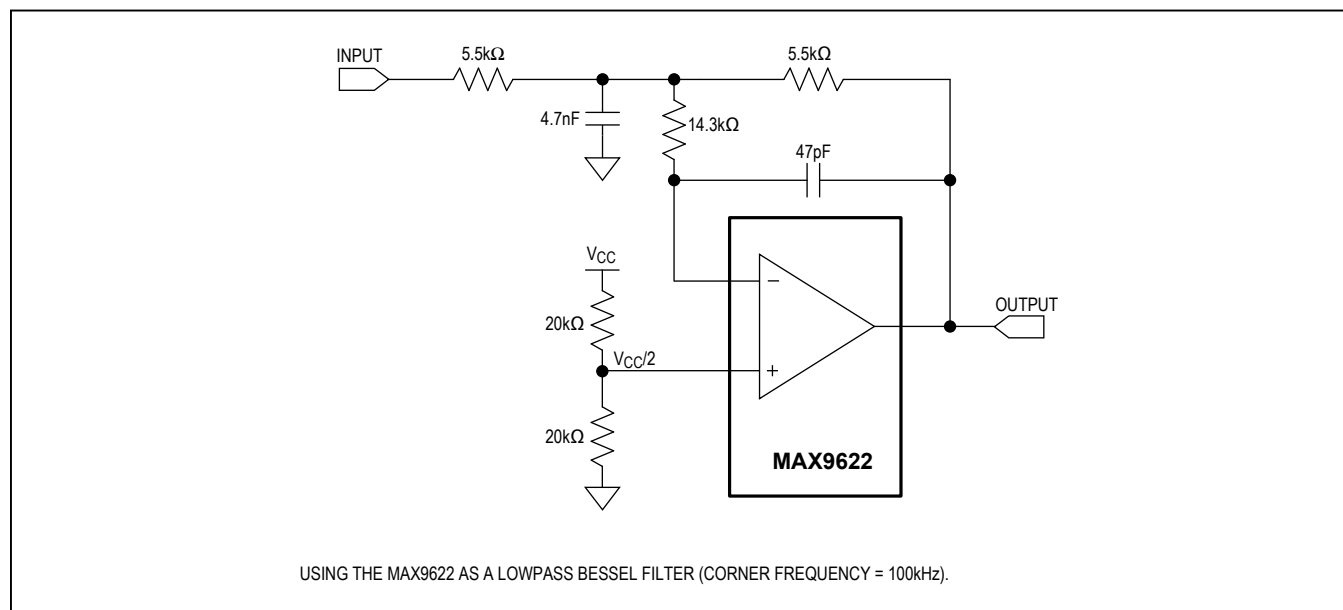 INPUT
5.5kΩ
5.5kΩ
4.7nF
14.3kΩ
47pF
VCC
20kΩ
VCC/2
20kΩ
−
+
MAX9622
OUTPUT
USING THE MAX9622 AS A LOWPASS BESSEL FILTER (CORNER FREQUENCY = 100kHz).